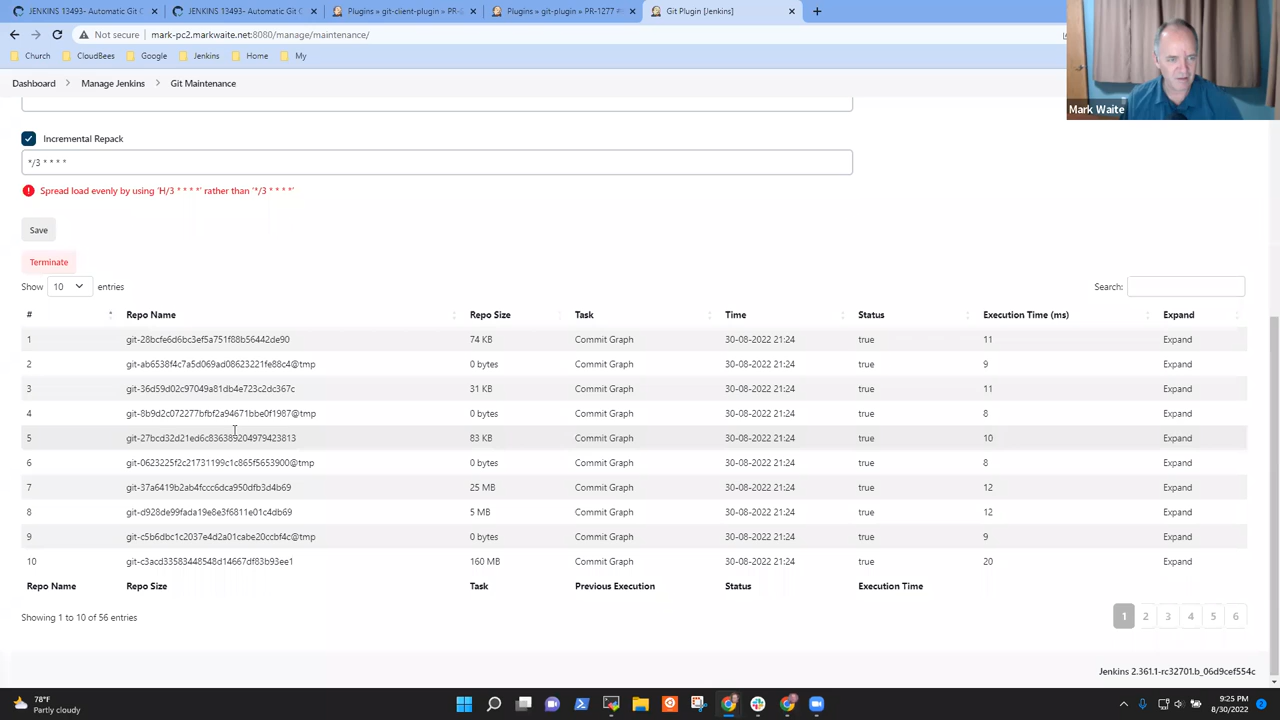 JENKINS 13493- Automatic Git C
JENKINS 13493- Automatic Git C
Plugins » git-client-plugin » PR-
Plugins » git-plugin » PR-1277 #
Git Plugin [Jenkins]
Not secure
mark-pc2.markwaite.net:8080/manage/maintenance/
Church CloudBees Google Jenkins Home My
Mark Waite
Dashboard Manage Jenkins Git Maintenance
Incremental Repack
*/3 * * * *
Spread load evenly by using 'H/3 * * * *' rather than '*/3 * * * *'
Save
Terminate
Show 10 entries Search:
# Repo Name Repo Size Task Time Status Execution Time (ms) Expand
1 git-28bcfe6d6bc3ef5a751f88b56442de90 74 KB Commit Graph 30-08-2022 21:24 true 11 Expand
2 git-ab6538f4c7a5d069ad08623221fe88c4@tmp 0 bytes Commit Graph 30-08-2022 21:24 true 9 Expand
3 git-36d59d02c97049a81db4e723c2dc367c 31 KB Commit Graph 30-08-2022 21:24 true 11 Expand
4 git-8b9d2c072277bfbf2a94671bbe0f1987@tmp 0 bytes Commit Graph 30-08-2022 21:24 true 8 Expand
5 git-27bcd32d21ed6c836389204979423813 83 KB Commit Graph 30-08-2022 21:24 true 10 Expand
6 git-0623225f2c21731199c1c865f5653900@tmp 0 bytes Commit Graph 30-08-2022 21:24 true 8 Expand
7 git-37a6419b2ab4fccc6dca950dfb3d4b69 25 MB Commit Graph 30-08-2022 21:24 true 12 Expand
8 git-d928de99fada19e8e3f6811e01c4db69 5 MB Commit Graph 30-08-2022 21:24 true 12 Expand
9 git-c5b6dbc1c2037e4d2a01cabe20ccbf4c@tmp 0 bytes Commit Graph 30-08-2022 21:24 true 9 Expand
10 git-c3acd33583448548d14667df83b93ee1 160 MB Commit Graph 30-08-2022 21:24 true 20 Expand
Repo Name Repo Size Task Previous Execution Status Execution Time
Showing 1 to 10 of 56 entries 1 2 3 4 5 6
Jenkins 2.361.1-rc32701.b_06d9cef554c
78°F
Partly cloudy
9:25 PM
8/30/2022
2